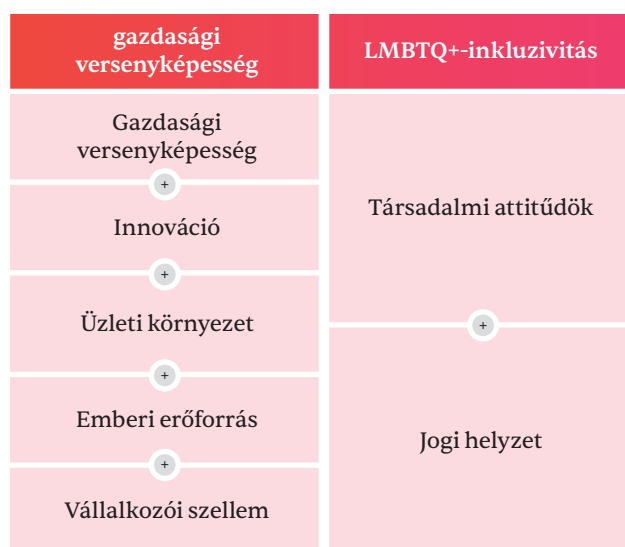 gazdasági
versenyképesség
Gazdasági
versenyképesség
+
Innováció
+
Üzleti környezet
+
Emberi erőforrás
+
Vállalkozói szellem
LMBTQ+-inkluzivitás
Társadalmi attitűdök
+
Jogi helyzet